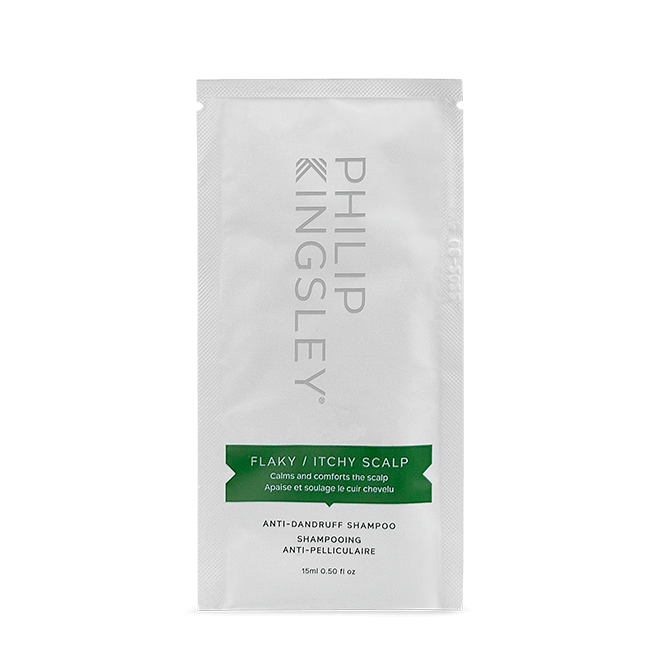 PHILIP
KINGSLEY®
FLAKY / ITCHY SCALP
Calms and comforts the scalp
Apaise et soulage le cuir chevelu
ANTI-DANDRUFF SHAMPOO
SHAMPOOING
ANTI-PELLICULAIRE
15ml 0.50 fl oz